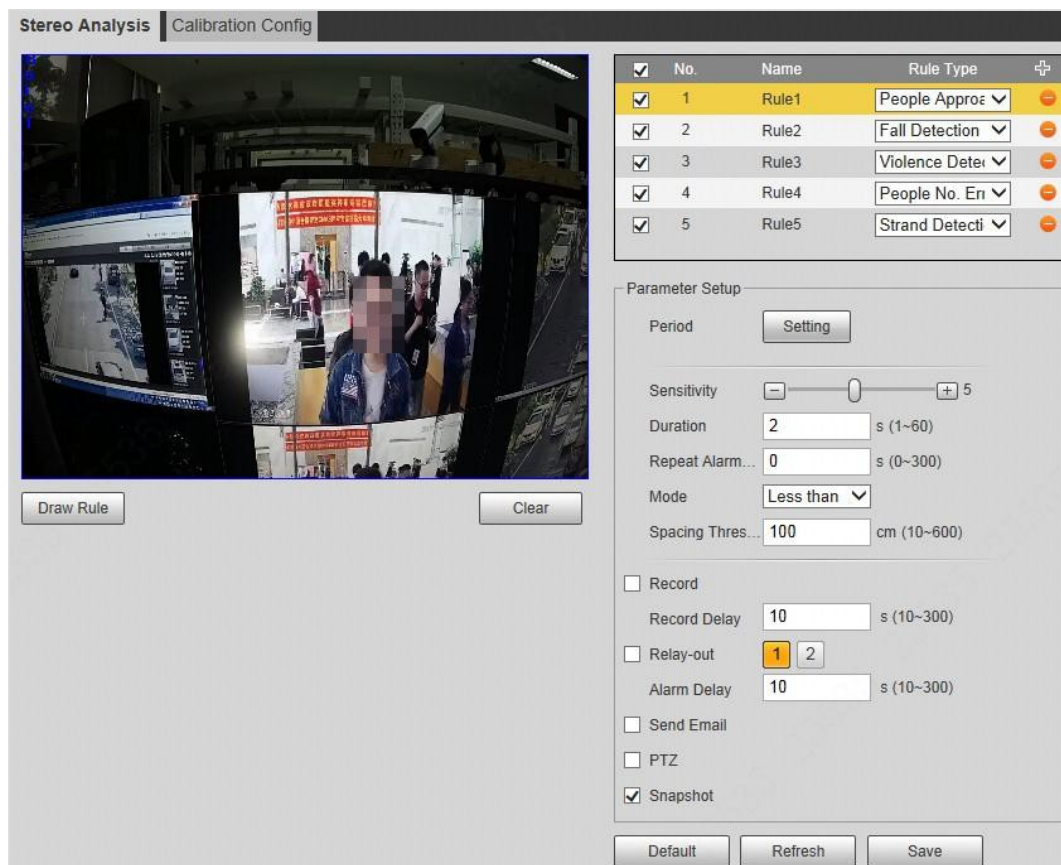 Stereo Analysis Calibration Config
No. Name Rule Type
1 Rule1 People Approa
2 Rule2 Fall Detection
3 Rule3 Violence Dete
4 Rule4 People No. Err
5 Rule5 Strand Detecti
Parameter Setup
Period Setting
Sensitivity 5
Duration 2 s (1~60)
Repeat Alarm... 0 s (0~300)
Mode Less than
Spacing Thres... 100 cm (10~600)
Draw Rule Clear
Record
Record Delay 10 s (10~300)
Relay-out 1 2
Alarm Delay 10 s (10~300)
Send Email
PTZ
Snapshot
Default Refresh Save